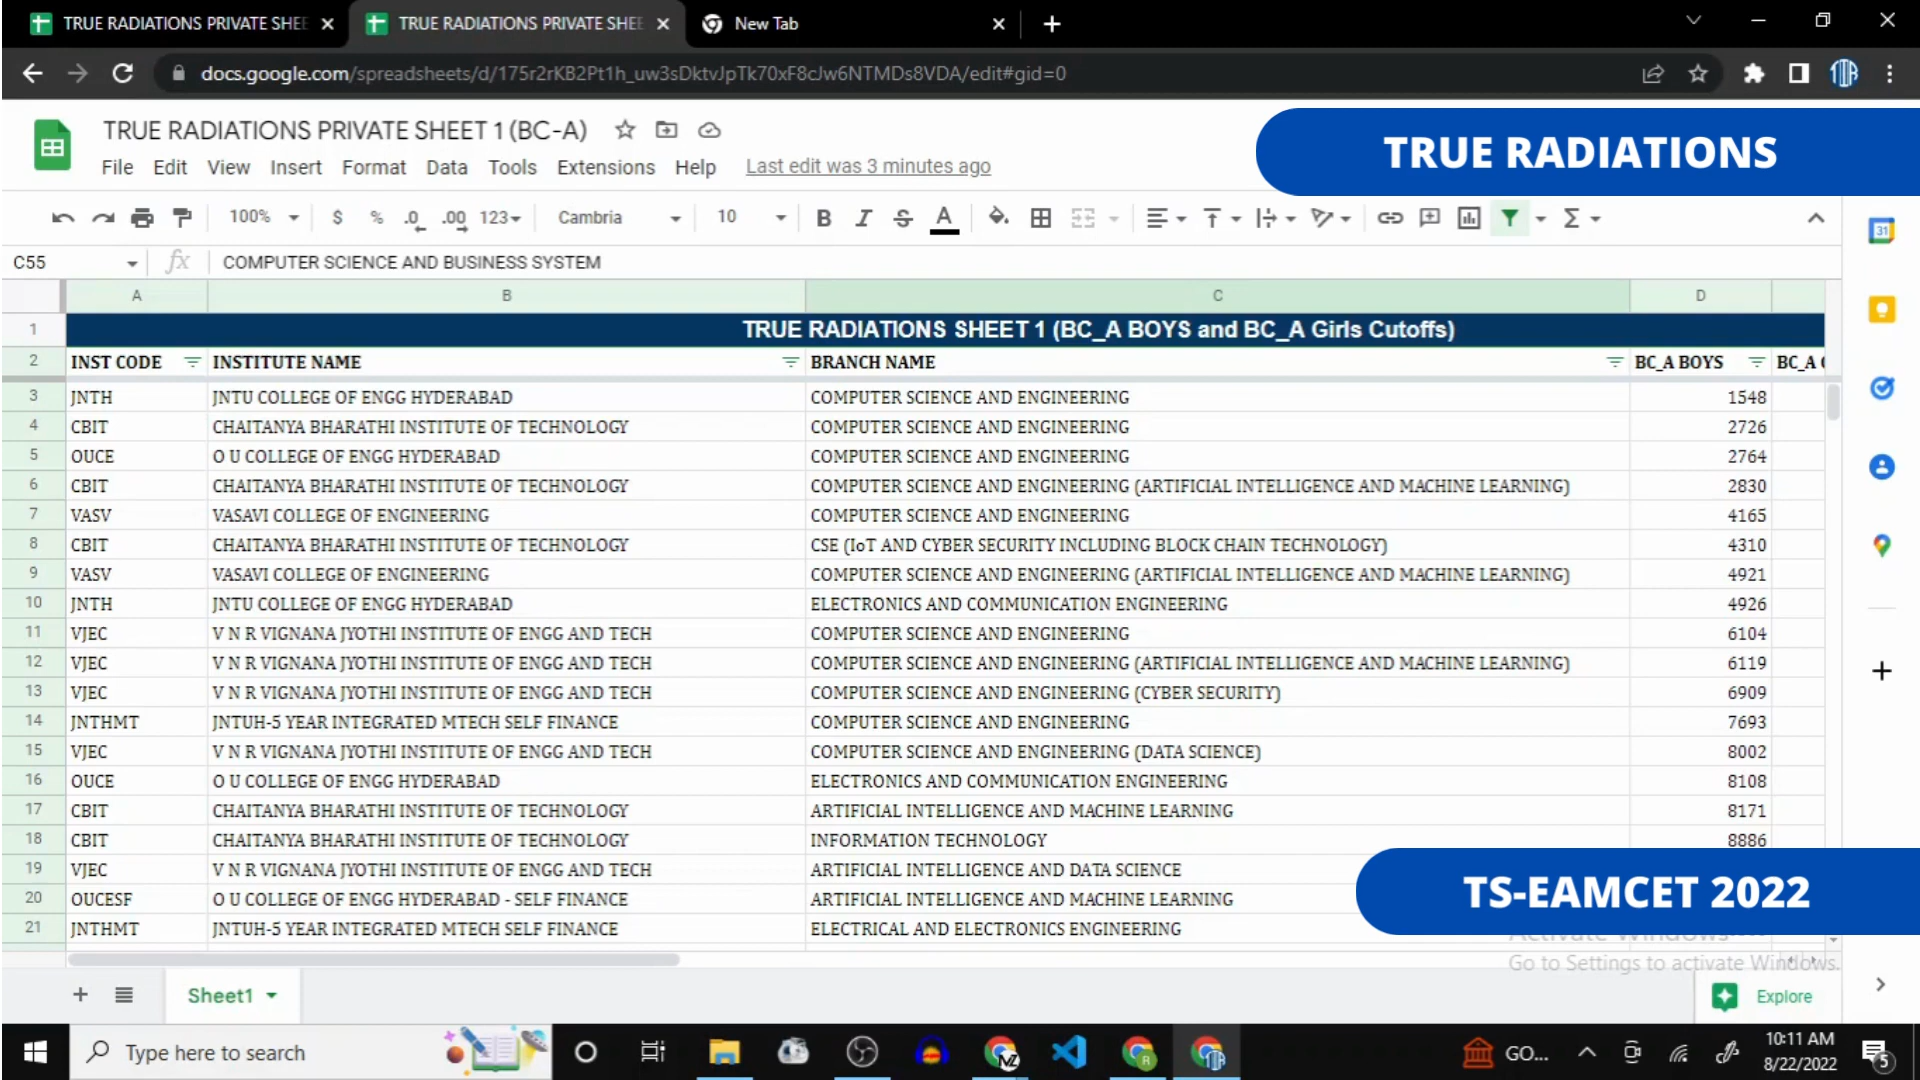 TRUE RADIATIONS PRIVATE SHEE
TRUE RADIATIONS PRIVATE SHEE
New Tab
docs.google.com/spreadsheets/d/175r2rKB2Pt1h_uw3sDktvJpTk70xF8cJw6NTMDs8VDA/edit#gid=0
TRUE RADIATIONS PRIVATE SHEET 1 (BC-A)
TRUE RADIATIONS
File Edit View Insert Format Data Tools Extensions Help Last edit was 3 minutes ago
100% $ % .0 .00 123 Cambria 10 B I S A Σ
31
C55 fx COMPUTER SCIENCE AND BUSINESS SYSTEM
A B C D
1 TRUE RADIATIONS SHEET 1 (BC_A BOYS and BC_A Girls Cutoffs)
2 INST CODE INSTITUTE NAME BRANCH NAME BC_A BOYS BC_A
3 JNTH JNTU COLLEGE OF ENGG HYDERABAD COMPUTER SCIENCE AND ENGINEERING 1548
4 CBIT CHAITANYA BHARATHI INSTITUTE OF TECHNOLOGY COMPUTER SCIENCE AND ENGINEERING 2726
5 OUCE O U COLLEGE OF ENGG HYDERABAD COMPUTER SCIENCE AND ENGINEERING 2764
6 CBIT CHAITANYA BHARATHI INSTITUTE OF TECHNOLOGY COMPUTER SCIENCE AND ENGINEERING (ARTIFICIAL INTELLIGENCE AND MACHINE LEARNING) 2830
7 VASV VASAVI COLLEGE OF ENGINEERING COMPUTER SCIENCE AND ENGINEERING 4165
8 CBIT CHAITANYA BHARATHI INSTITUTE OF TECHNOLOGY CSE (IoT AND CYBER SECURITY INCLUDING BLOCK CHAIN TECHNOLOGY) 4310
9 VASV VASAVI COLLEGE OF ENGINEERING COMPUTER SCIENCE AND ENGINEERING (ARTIFICIAL INTELLIGENCE AND MACHINE LEARNING) 4921
10 JNTH JNTU COLLEGE OF ENGG HYDERABAD ELECTRONICS AND COMMUNICATION ENGINEERING 4926
11 VJEC V N R VIGNANA JYOTHI INSTITUTE OF ENGG AND TECH COMPUTER SCIENCE AND ENGINEERING 6104
12 VJEC V N R VIGNANA JYOTHI INSTITUTE OF ENGG AND TECH COMPUTER SCIENCE AND ENGINEERING (ARTIFICIAL INTELLIGENCE AND MACHINE LEARNING) 6119
13 VJEC V N R VIGNANA JYOTHI INSTITUTE OF ENGG AND TECH COMPUTER SCIENCE AND ENGINEERING (CYBER SECURITY) 6909
14 JNTHMT JNTUH-5 YEAR INTEGRATED MTECH SELF FINANCE COMPUTER SCIENCE AND ENGINEERING 7693
15 VJEC V N R VIGNANA JYOTHI INSTITUTE OF ENGG AND TECH COMPUTER SCIENCE AND ENGINEERING (DATA SCIENCE) 8002
16 OUCE O U COLLEGE OF ENGG HYDERABAD ELECTRONICS AND COMMUNICATION ENGINEERING 8108
17 CBIT CHAITANYA BHARATHI INSTITUTE OF TECHNOLOGY ARTIFICIAL INTELLIGENCE AND MACHINE LEARNING 8171
18 CBIT CHAITANYA BHARATHI INSTITUTE OF TECHNOLOGY INFORMATION TECHNOLOGY 8886
19 VJEC V N R VIGNANA JYOTHI INSTITUTE OF ENGG AND TECH ARTIFICIAL INTELLIGENCE AND DATA SCIENCE
20 OUCESF O U COLLEGE OF ENGG HYDERABAD - SELF FINANCE ARTIFICIAL INTELLIGENCE AND MACHINE LEARNING
TS-EAMCET 2022
21 JNTHMT JNTUH-5 YEAR INTEGRATED MTECH SELF FINANCE ELECTRICAL AND ELECTRONICS ENGINEERING
Activate Windows
Go to Settings to activate Windows.
Sheet1 Explore
Type here to search
GO...
10:11 AM
8/22/2022
5